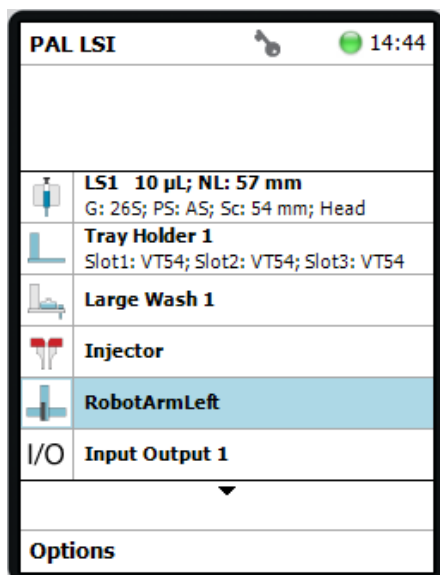 PAL LSI 14:44
LS1 10 µL; NL: 57 mm
G: 26S; PS: AS; Sc: 54 mm; Head
Tray Holder 1
Slot1: VT54; Slot2: VT54; Slot3: VT54
Large Wash 1
Injector
RobotArmLeft
I/O Input Output 1
Options